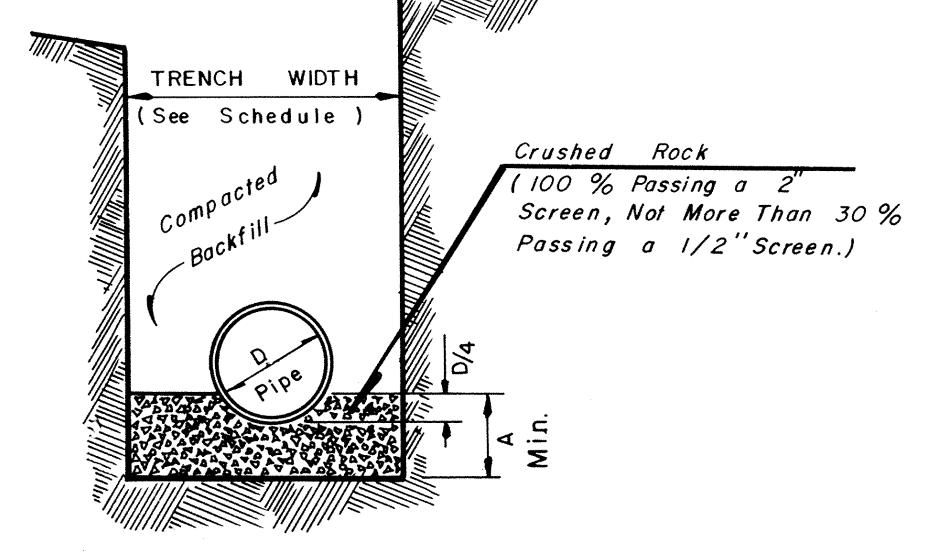 TRENCH WIDTH
(See Schedule)
Compacted
Backfill
Crushed Rock
(100 % Passing a 2"
Screen, Not More Than 30 %
Passing a 1/2" Screen.)
D
Pipe
D/4
A
Min.